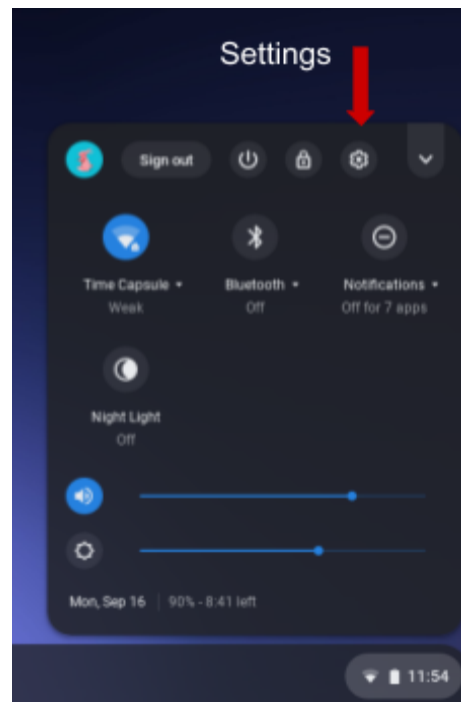 Settings
Sign out
Time Capsule Bluetooth Notifications
Weak Off Off for 7 apps
Night Light
Off
Mon, Sep 16 | 90% - 8:41 left
11:54